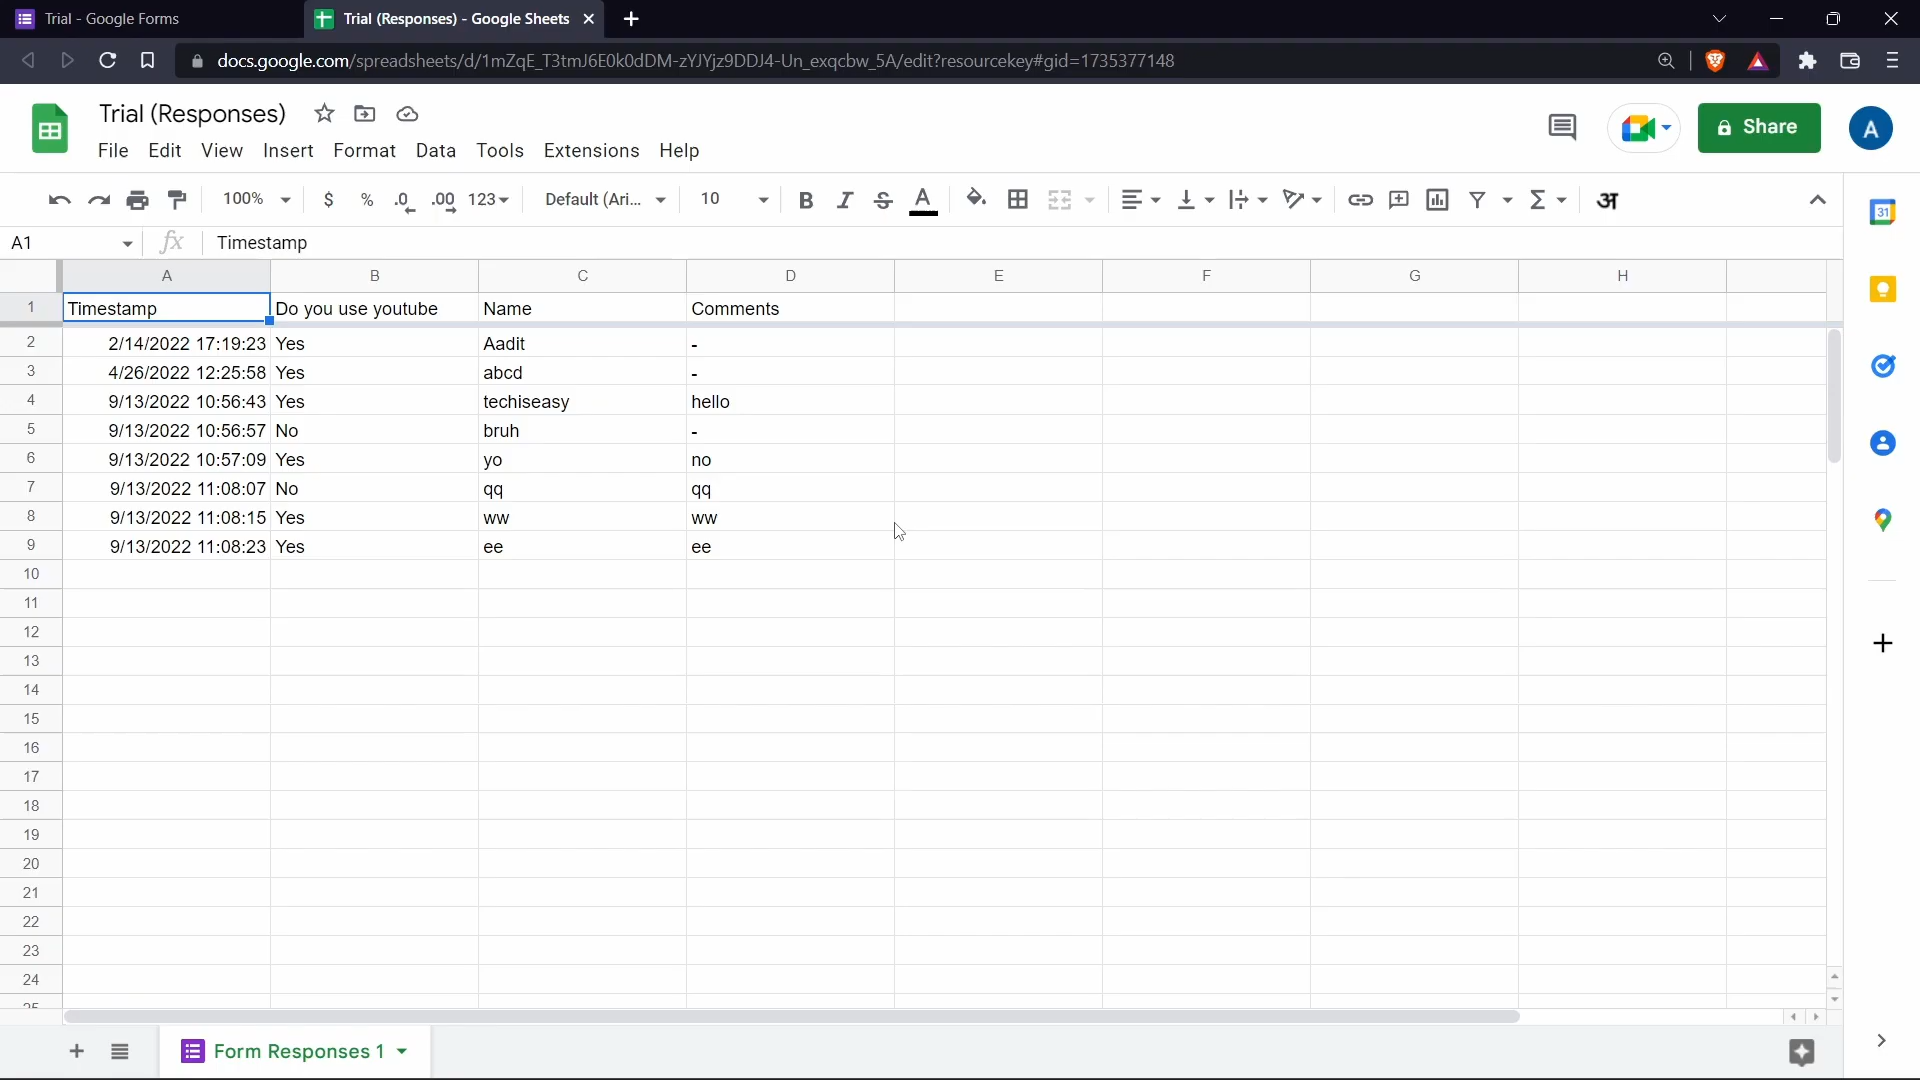 Trial - Google Forms
Trial (Responses) - Google Sheets
docs.google.com/spreadsheets/d/1mZqE_T3tmJ6E0k0dDM-zYJYjz9DDJ4-Un_exqcbw_5A/edit?resourcekey#gid=1735377148
Trial (Responses)
Share
A
File Edit View Insert Format Data Tools Extensions Help
100% $ % .0 .00 123 Default (Ari... 10 B I S A Σ अ
31
A1 fx Timestamp
A B C D E F G H
1 Timestamp Do you use youtube Name Comments
2 2/14/2022 17:19:23 Yes Aadit -
3 4/26/2022 12:25:58 Yes abcd -
4 9/13/2022 10:56:43 Yes techiseasy hello
5 9/13/2022 10:56:57 No bruh -
6 9/13/2022 10:57:09 Yes yo no
7 9/13/2022 11:08:07 No qq qq
8 9/13/2022 11:08:15 Yes ww ww
9 9/13/2022 11:08:23 Yes ee ee
10
11
12
13
14
15
16
17
18
19
20
21
22
23
24
25
Form Responses 1